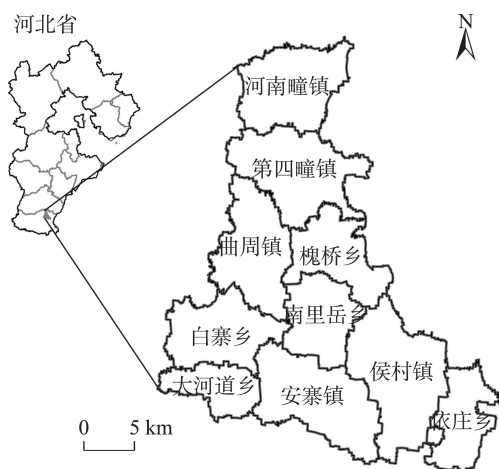 河北省
N
河南疃镇
第四疃镇
曲周镇
槐桥乡
南里岳乡
白寨乡
侯村镇
大河道乡
安寨镇
依庄乡
0 5 km